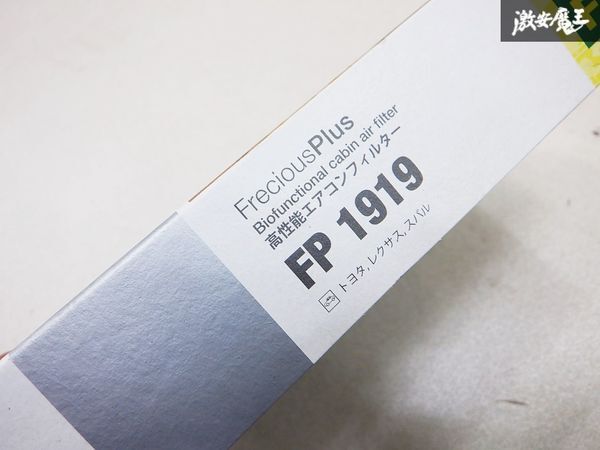 激安魔王
FreciousPlus
Biofunctional cabin air filter
高性能エアコンフィルター
FP 1919
トヨタ, レクサス, スバル